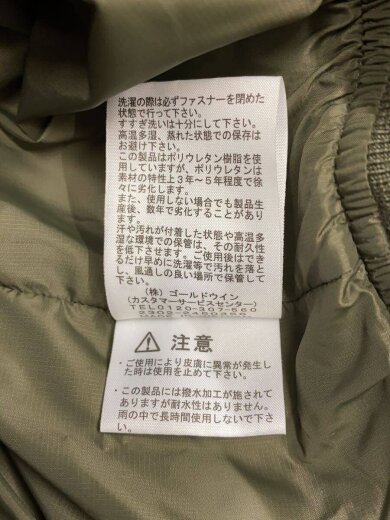 洗濯の際は必ずファスナーを閉めた
状態で行って下さい。
すすぎ洗いは十分にして下さい。
高温多湿、蒸れた状態での保存は
お避け下さい。
この製品はポリウレタン樹脂を使
用していますが、ポリウレタンは
素材の特性上3年～5年程度で徐
々に劣化します。
また、使用しない場合でも製品生
産後、数年で劣化することがあり
ます。
汗や汚れが付着した状態や高温多
湿な環境での保管は、その耐久性
を低下させます。ご使用後はでき
るだけ早めに洗濯等で汚れを落と
し、風通しの良い場所で保管して
下さい。
(株) ゴールドウイン
(カスタマーサービスセンター)
TEL0120-307-560
注意
・ご使用により皮膚に異常が発生し
た時は使用を止めて下さい。
・この製品には撥水加工が施されて
ありますが耐水性はありません。
雨の中で長時間使用しないで下さ
い。